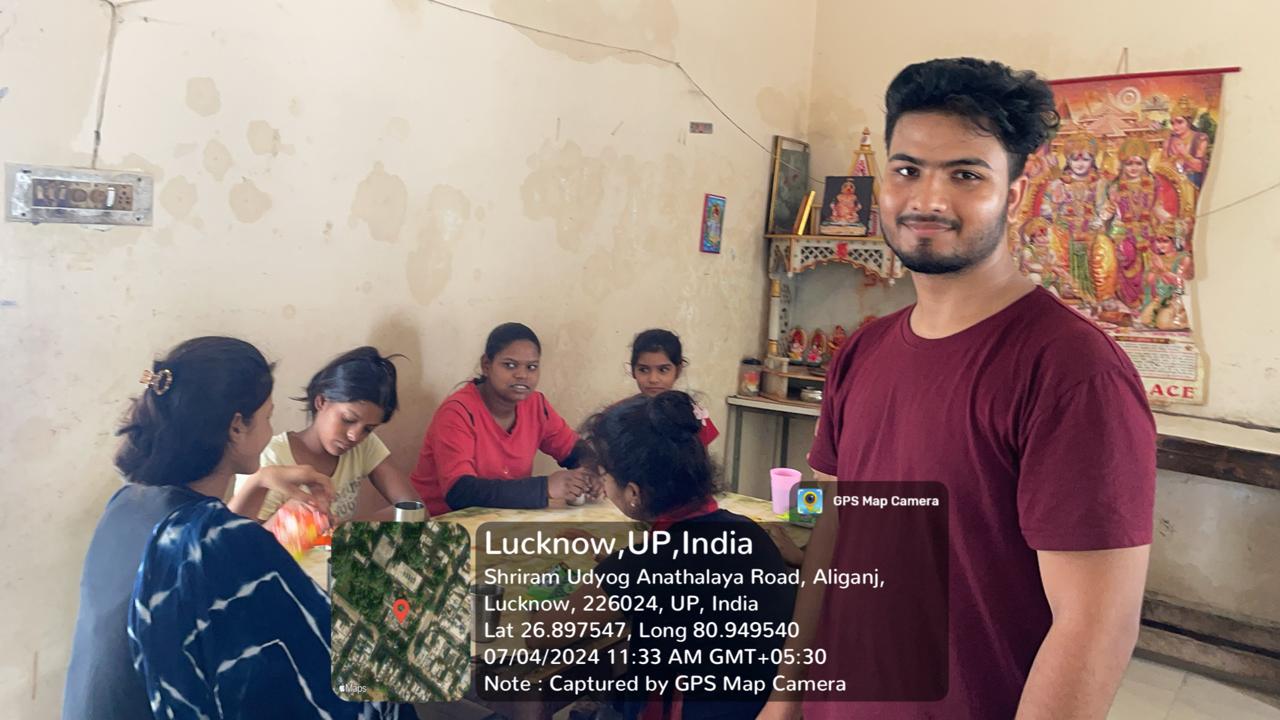 ACE
GPS Map Camera
Lucknow,UP,India
Shriram Udyog Anathalaya Road, Aliganj,
Lucknow, 226024, UP, India
Lat 26.897547, Long 80.949540
07/04/2024 11:33 AM GMT+05:30
Note : Captured by GPS Map Camera
Maps